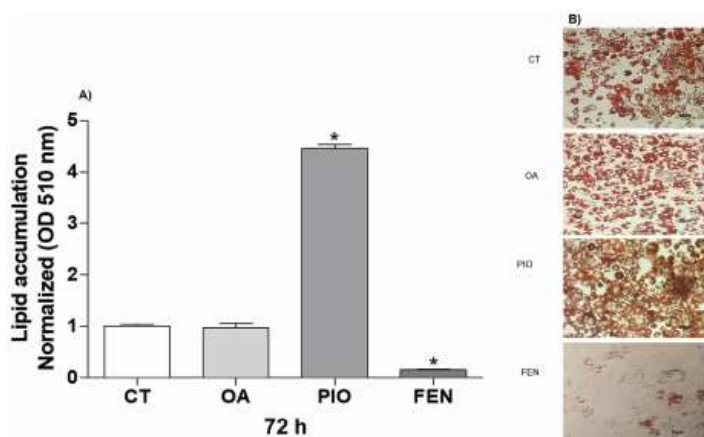 A)
Lipid accumulation
Normalized (OD 510 nm)
5
4
3
2
1
0
*
*
CT
OA
PIO
FEN
72 h
B)
CT
OA
PIO
FEN